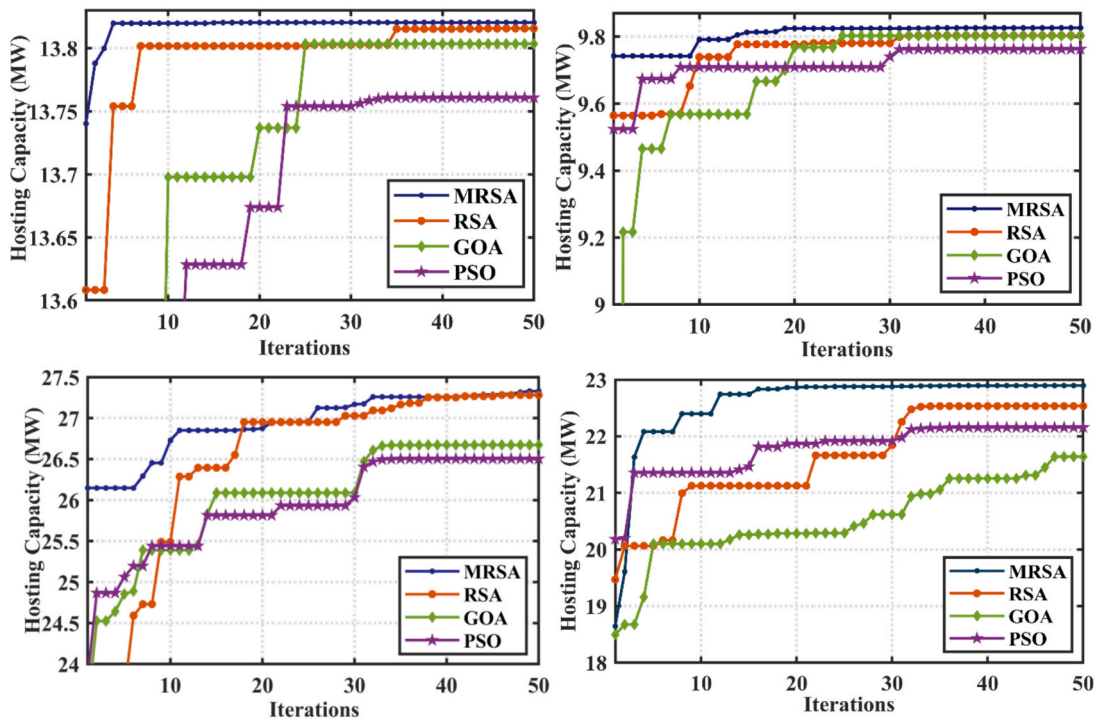 Hosting Capacity (MW)
13.8
13.75
13.7
13.65
13.6
10 20 30 40 50
Iterations
MRSA
RSA
GOA
PSO
Hosting Capacity (MW)
9.8
9.6
9.4
9.2
9
10 20 30 40 50
Iterations
MRSA
RSA
GOA
PSO
Hosting Capacity (MW)
27.5
27
26.5
26
25.5
25
24.5
24
10 20 30 40 50
Iterations
MRSA
RSA
GOA
PSO
Hosting Capacity (MW)
23
22
21
20
19
18
10 20 30 40 50
Iterations
MRSA
RSA
GOA
PSO